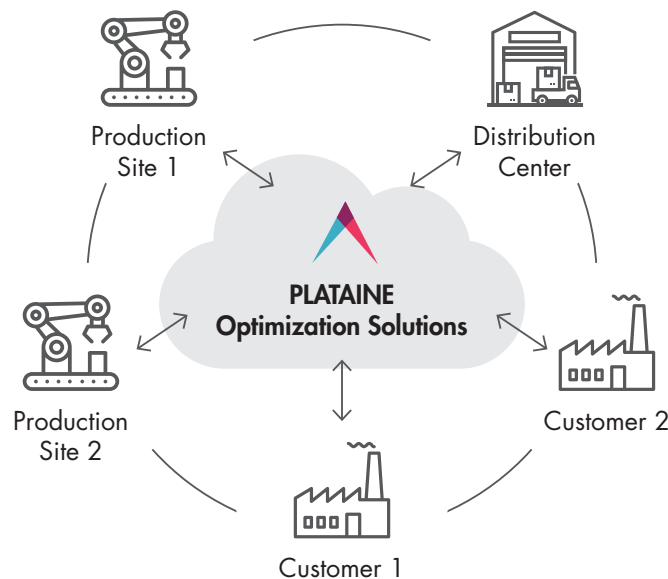 Production
Site 1
Distribution
Center
PLATAINE
Optimization Solutions
Production
Site 2
Customer 2
Customer 1